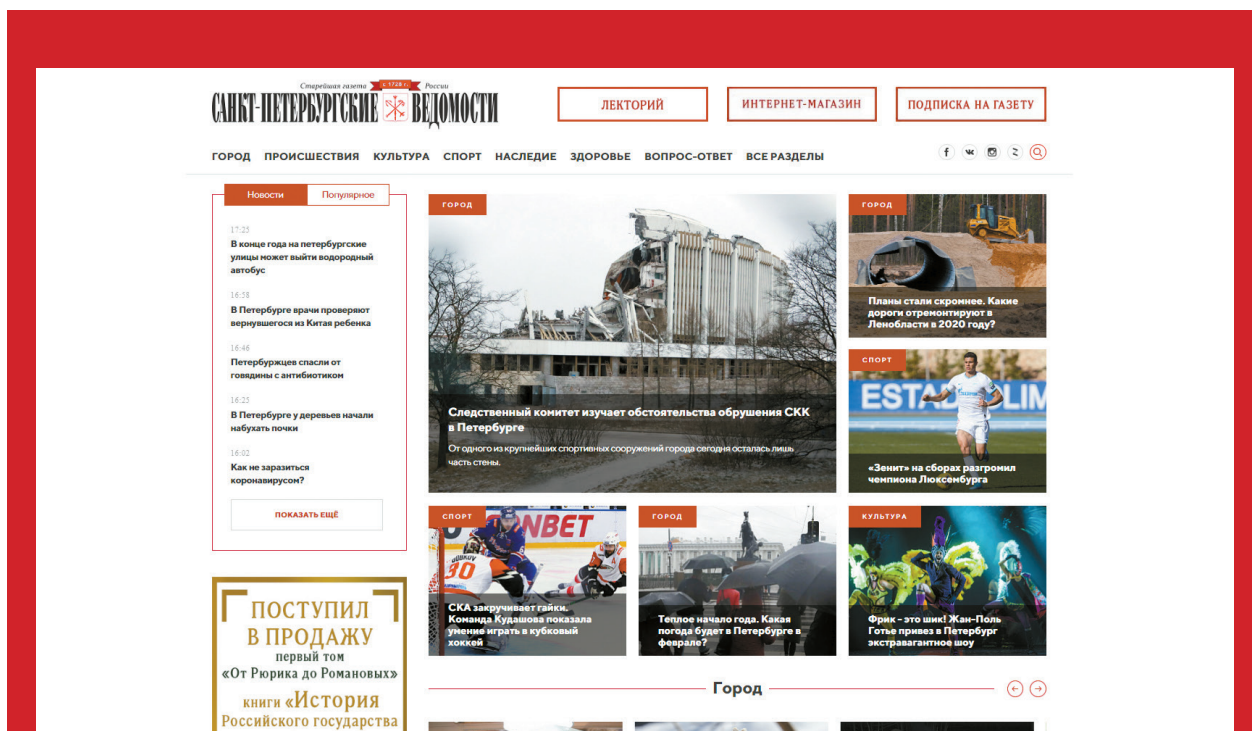 Старейшая газета с 1728 г. России
САНКТ-ПЕТЕРБУРГСКИЕ ВЕДОМОСТИ
ЛЕКТОРИЙ
ИНТЕРНЕТ-МАГАЗИН
ПОДПИСКА НА ГАЗЕТУ
ГОРОД ПРОИСШЕСТВИЯ КУЛЬТУРА СПОРТ НАСЛЕДИЕ ЗДОРОВЬЕ ВОПРОС-ОТВЕТ ВСЕ РАЗДЕЛЫ
Новости Популярное
17:25
В конце года на петербургские
улицы может выйти водородный
автобус
16:58
В Петербурге врачи проверяют
вернувшегося из Китая ребенка
16:46
Петербуржцев спасли от
говядины с антибиотиком
16:25
В Петербурге у деревьев начали
набухать почки
16:02
Как не заразиться
коронавирусом?
ПОКАЗАТЬ ЕЩЁ
ПОСТУПИЛ
В ПРОДАЖУ
первый том
«От Рюрика до Романовых»
книги «История
Российского государства
ГОРОД
Следственный комитет изучает обстоятельства обрушения СКК
в Петербурге
От одного из крупнейших спортивных сооружений города сегодня осталась лишь
часть стены.
ГОРОД
Планы стали скромнее. Какие
дороги отремонтируют в
Ленобласти в 2020 году?
СПОРТ
ESTAD OLIM
«Зенит» на сборах разгромил
чемпиона Люксембурга
СПОРТ
NBET
30
СКА закручивает гайки.
Команда Кудашова показала
умение играть в кубковый
хоккей
ГОРОД
Теплое начало года. Какая
погода будет в Петербурге в
феврале?
КУЛЬТУРА
Фрик – это шик! Жан-Поль
Готье привез в Петербург
экстравагантное шоу
Город